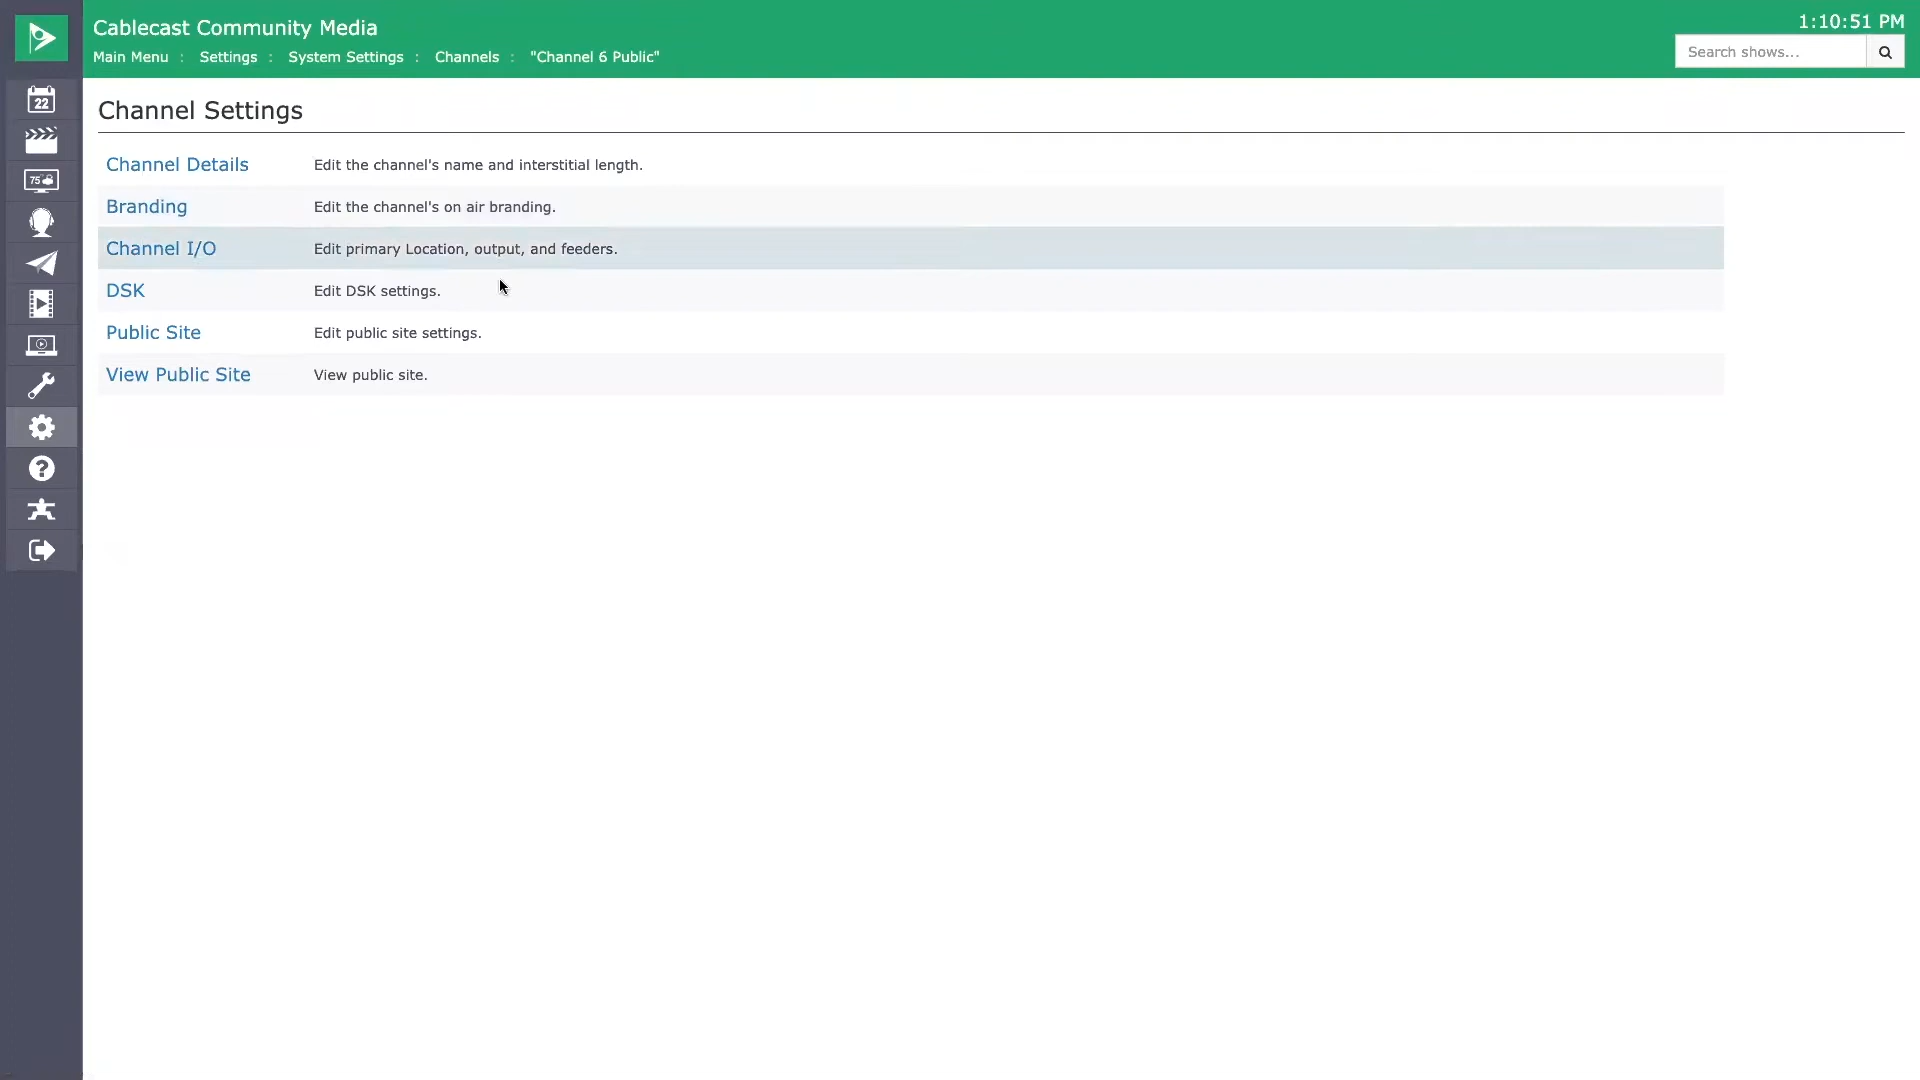 Cablecast Community Media
1:10:51 PM
Main Menu : Settings : System Settings : Channels : "Channel 6 Public"
Search shows...
22
75
Channel Settings
Channel Details Edit the channel's name and interstitial length.
Branding Edit the channel's on air branding.
Channel I/O Edit primary Location, output, and feeders.
DSK Edit DSK settings.
Public Site Edit public site settings.
View Public Site View public site.